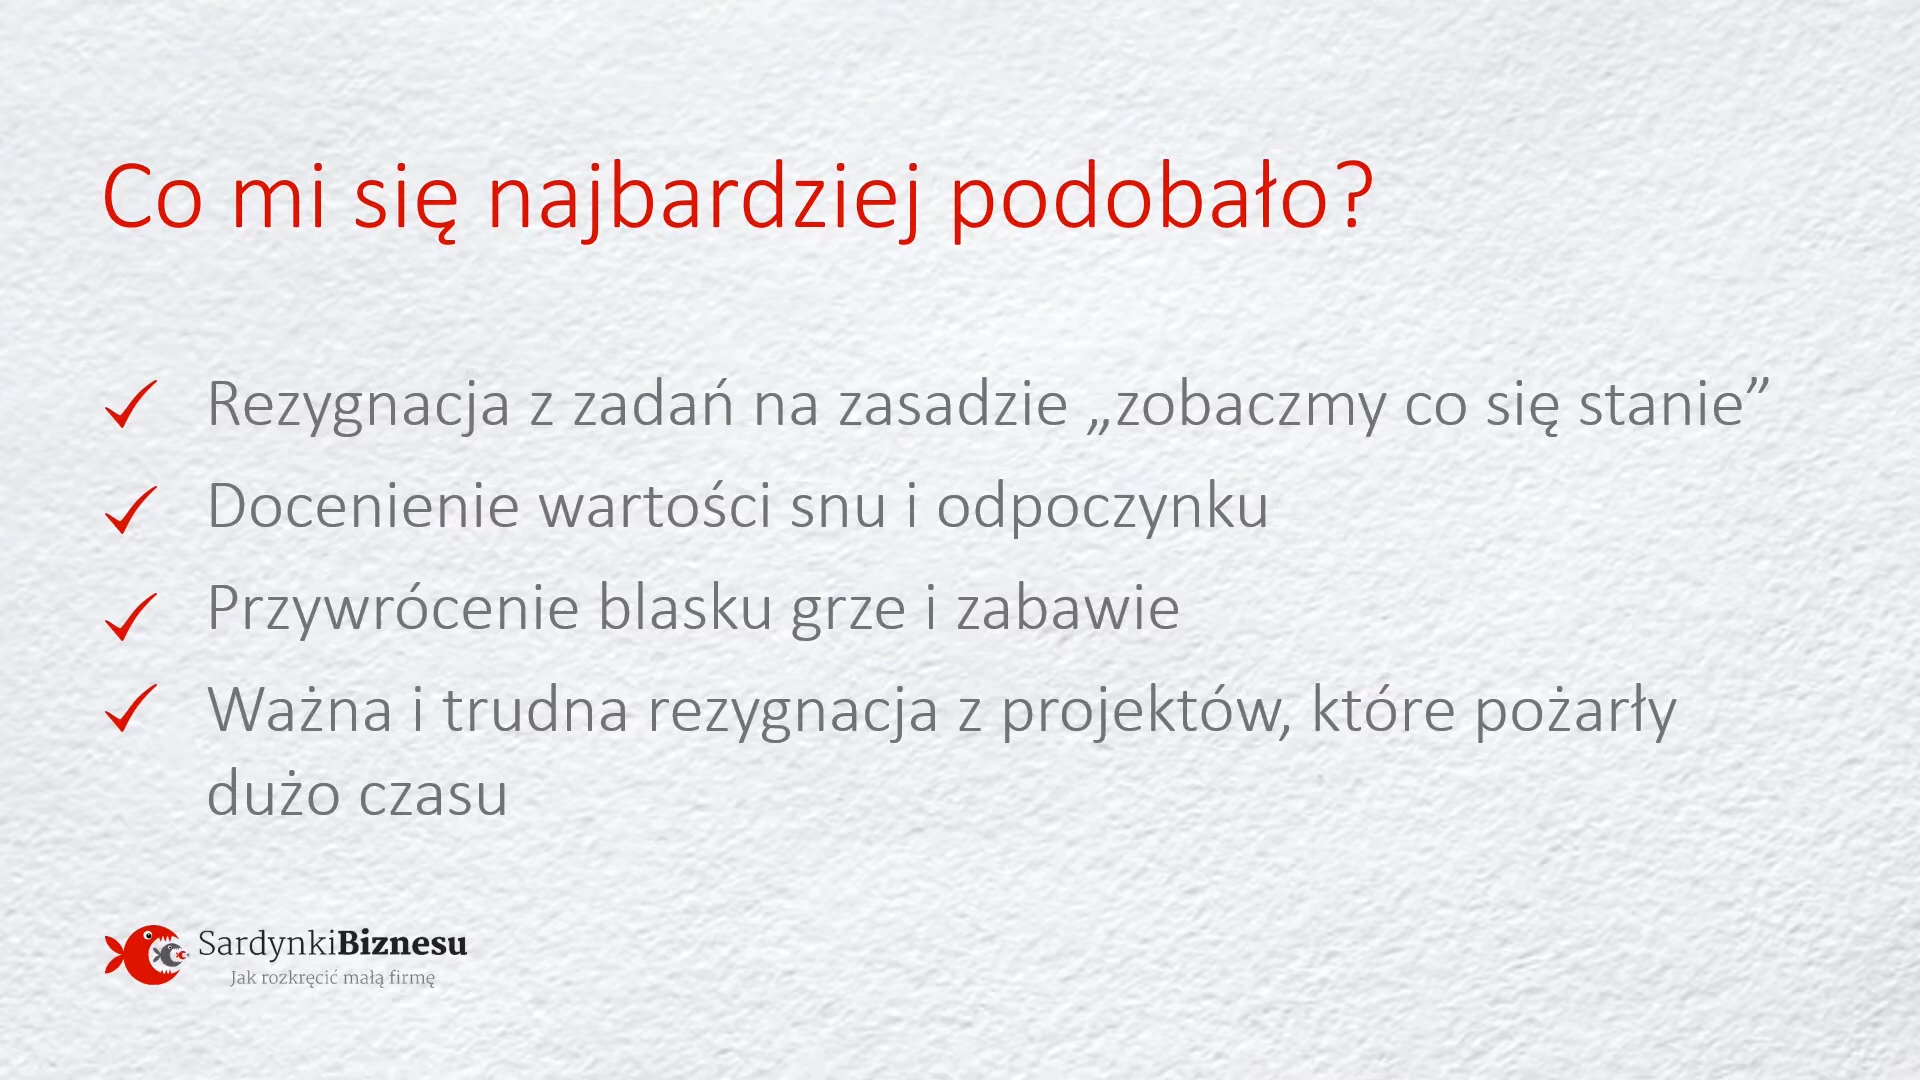 Co mi się najbardziej podobało?
Rezygnacja z zadań na zasadzie „zobaczmy co się stanie”
Docenienie wartości snu i odpoczynku
Przywrócenie blasku grze i zabawie
Ważna i trudna rezygnacja z projektów, które pożarły
dużo czasu
SardynkiBiznesu
Jak rozkręcić małą firmę